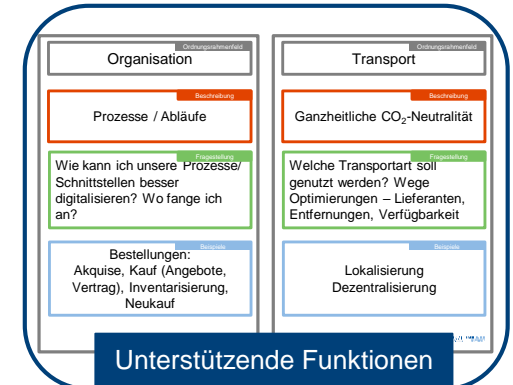 Ordnungsrahmenfeld
Organisation
Beschreibung
Prozesse / Abläufe
Fragestellung
Wie kann ich unsere Prozesse/
Schnittstellen besser
digitalisieren? Wo fange ich
an?
Beispiele
Bestellungen:
Akquise, Kauf (Angebote,
Vertrag), Inventarisierung,
Neukauf
Ordnungsrahmenfeld
Transport
Beschreibung
Ganzheitliche CO₂-Neutralität
Fragestellung
Welche Transportart soll
genutzt werden? Wege
Optimierungen – Lieferanten,
Entfernungen, Verfügbarkeit
Beispiele
Lokalisierung
Dezentralisierung
Unterstützende Funktionen